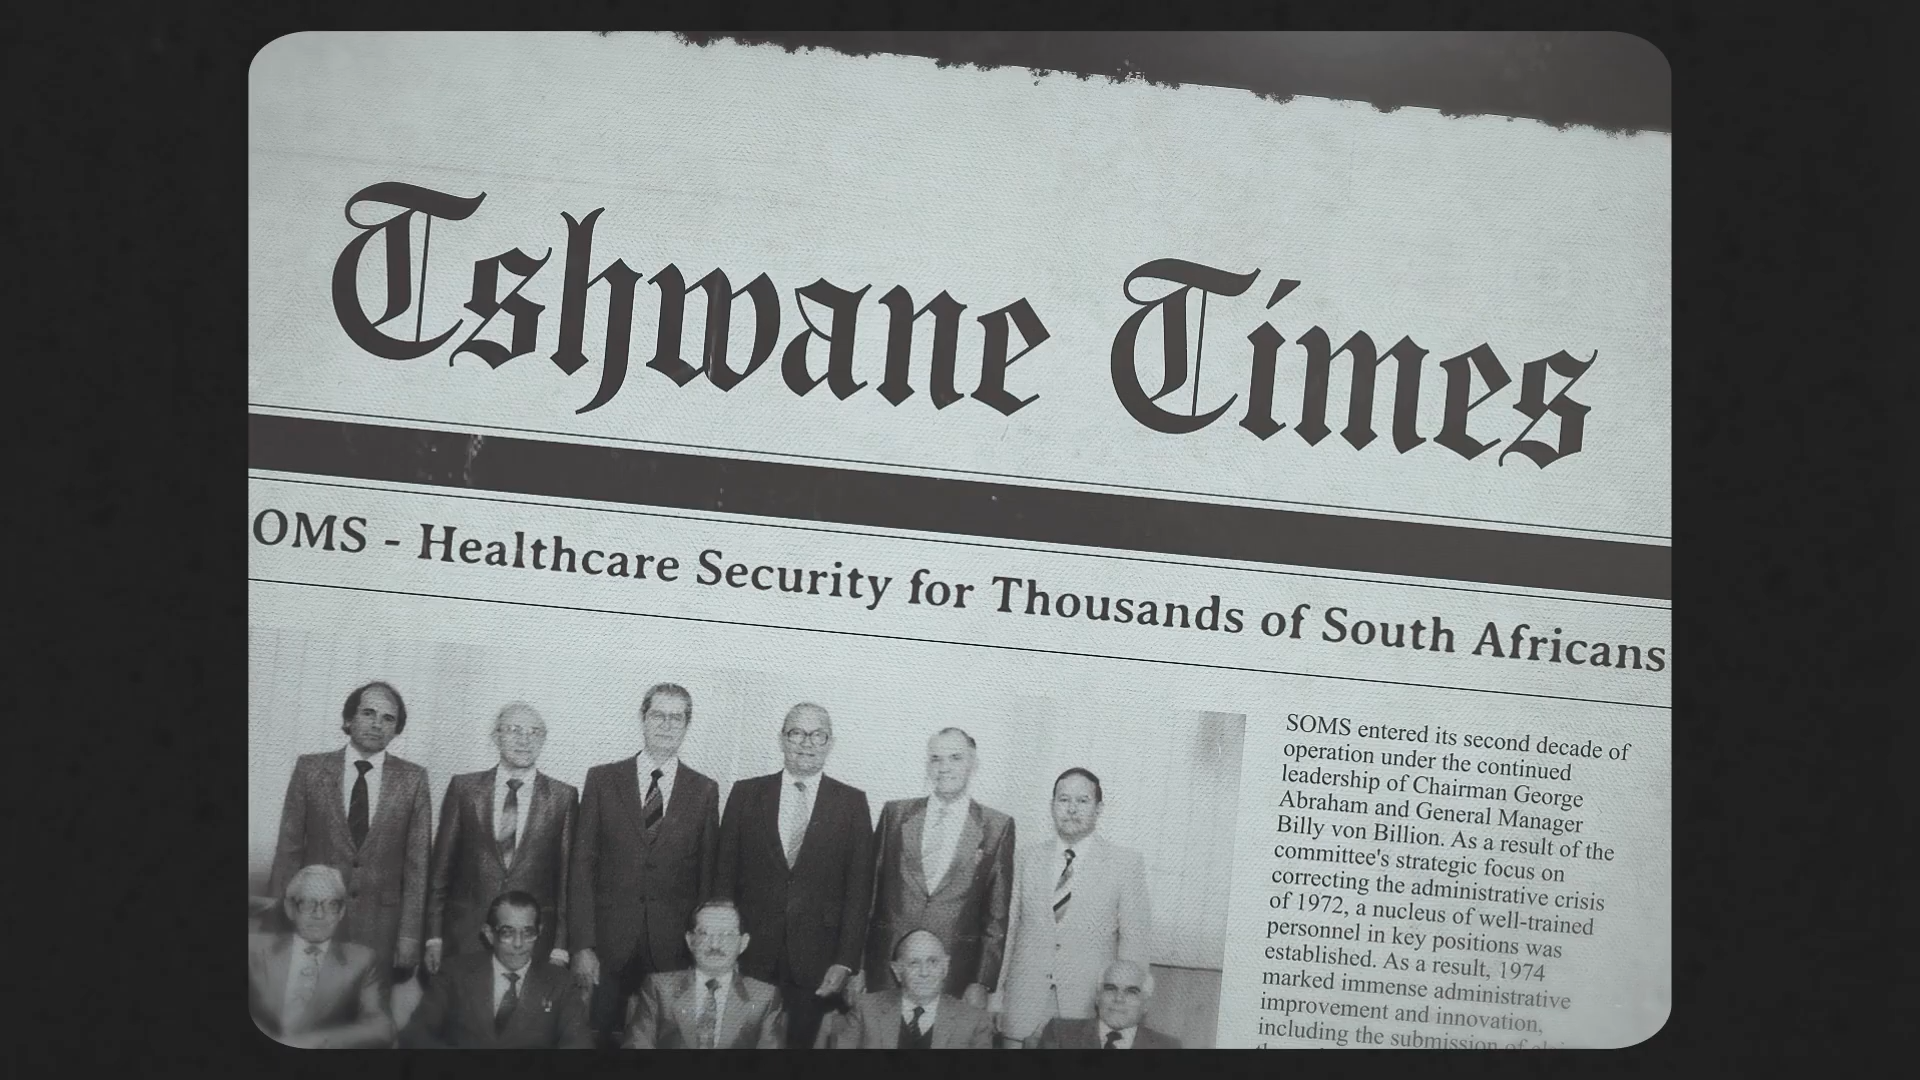 Tshwane Times
OMS - Healthcare Security for Thousands of South Africans
SOMS entered its second decade of
operation under the continued
leadership of Chairman George
Abraham and General Manager
Billy von Billion. As a result of the
committee's strategic focus on
correcting the administrative crisis
of 1972, a nucleus of well-trained
personnel in key positions was
established. As a result, 1974
marked immense administrative
improvement and innovation,
including the submission of